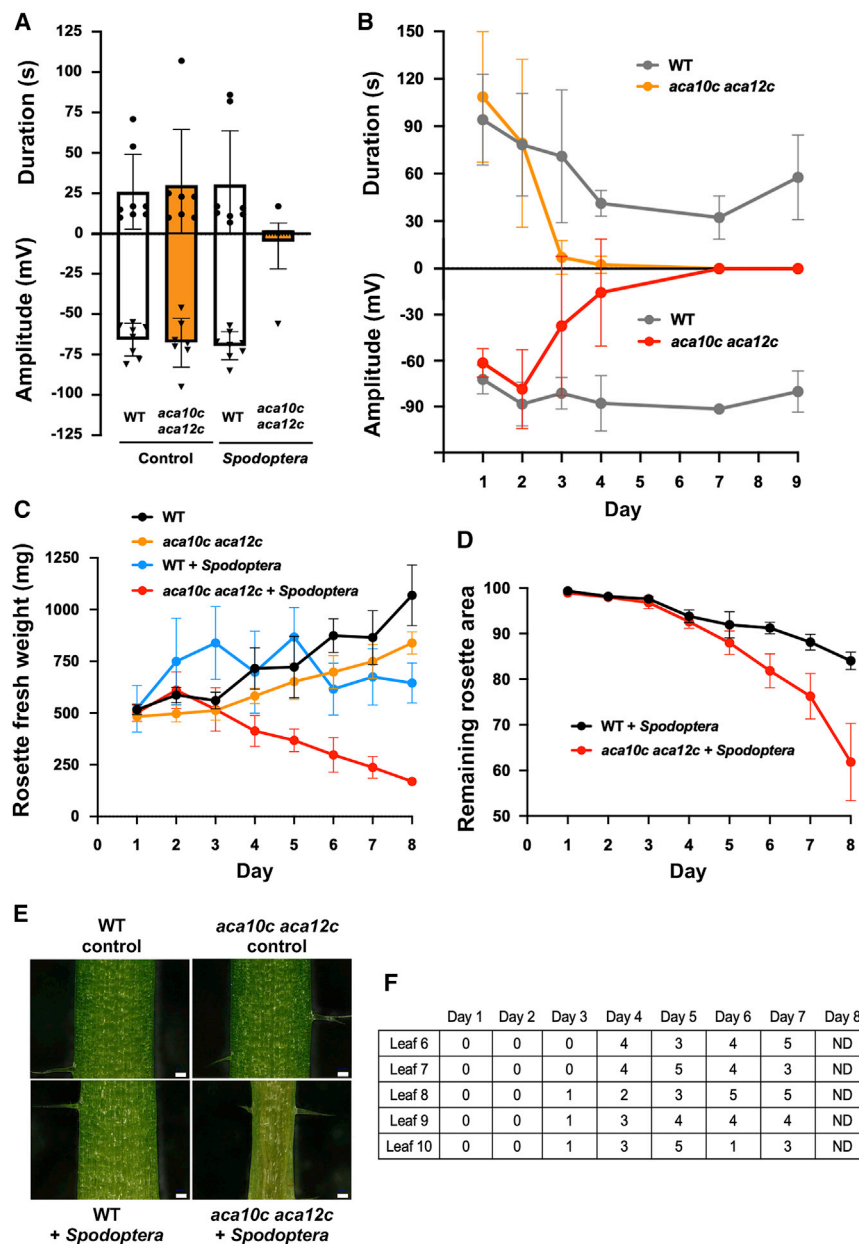 A
Duration (s)
Amplitude (mV)
125
100
75
50
25
0
-25
-50
-75
-100
-125
WT
aca10c
aca12c
WT
aca10c
aca12c
Control
Spodoptera
B
WT
aca10c aca12c
Duration (s)
Amplitude (mV)
150
120
90
60
30
0
-30
-60
-90
WT
aca10c aca12c
1 2 3 4 5 6 7 8 9
Day
C
WT
aca10c aca12c
WT + Spodoptera
aca10c aca12c + Spodoptera
Rosette fresh weight (mg)
1250
1000
750
500
250
0
0 1 2 3 4 5 6 7 8
Day
D
Remaining rosette area
100
90
80
70
60
50
WT + Spodoptera
aca10c aca12c + Spodoptera
0 1 2 3 4 5 6 7 8
Day
E
WT
control
aca10c aca12c
control
WT
+ Spodoptera
aca10c aca12c
+ Spodoptera
F
Day 1 Day 2 Day 3 Day 4 Day 5 Day 6 Day 7 Day 8
Leaf 6 0 0 0 4 3 4 5 ND
Leaf 7 0 0 0 4 5 4 3 ND
Leaf 8 0 0 1 2 3 5 5 ND
Leaf 9 0 0 1 3 4 4 4 ND
Leaf 10 0 0 1 3 5 1 3 ND